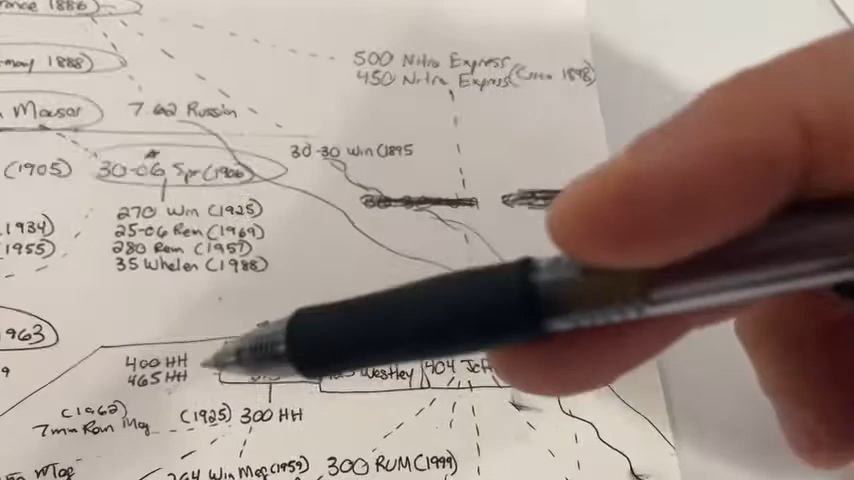 1886)
500 Nitro Express
450 Nitro Express (Circa 1898)
1888)
Mauser
7.62 Russian
30-30 Win (1895
(1905)
30-06 Spr (1906)
270 Win (1925)
25-06 Rem (1969)
280 Rem (1957)
35 Whelen (1988)
1934)
(1955)
1963)
400 HH
465 HH
Westley
404 Jeff
(1962)
7mm Rem Mag
(1925) 300 HH
264 Win Mag (1959)
300 RUM (1999)